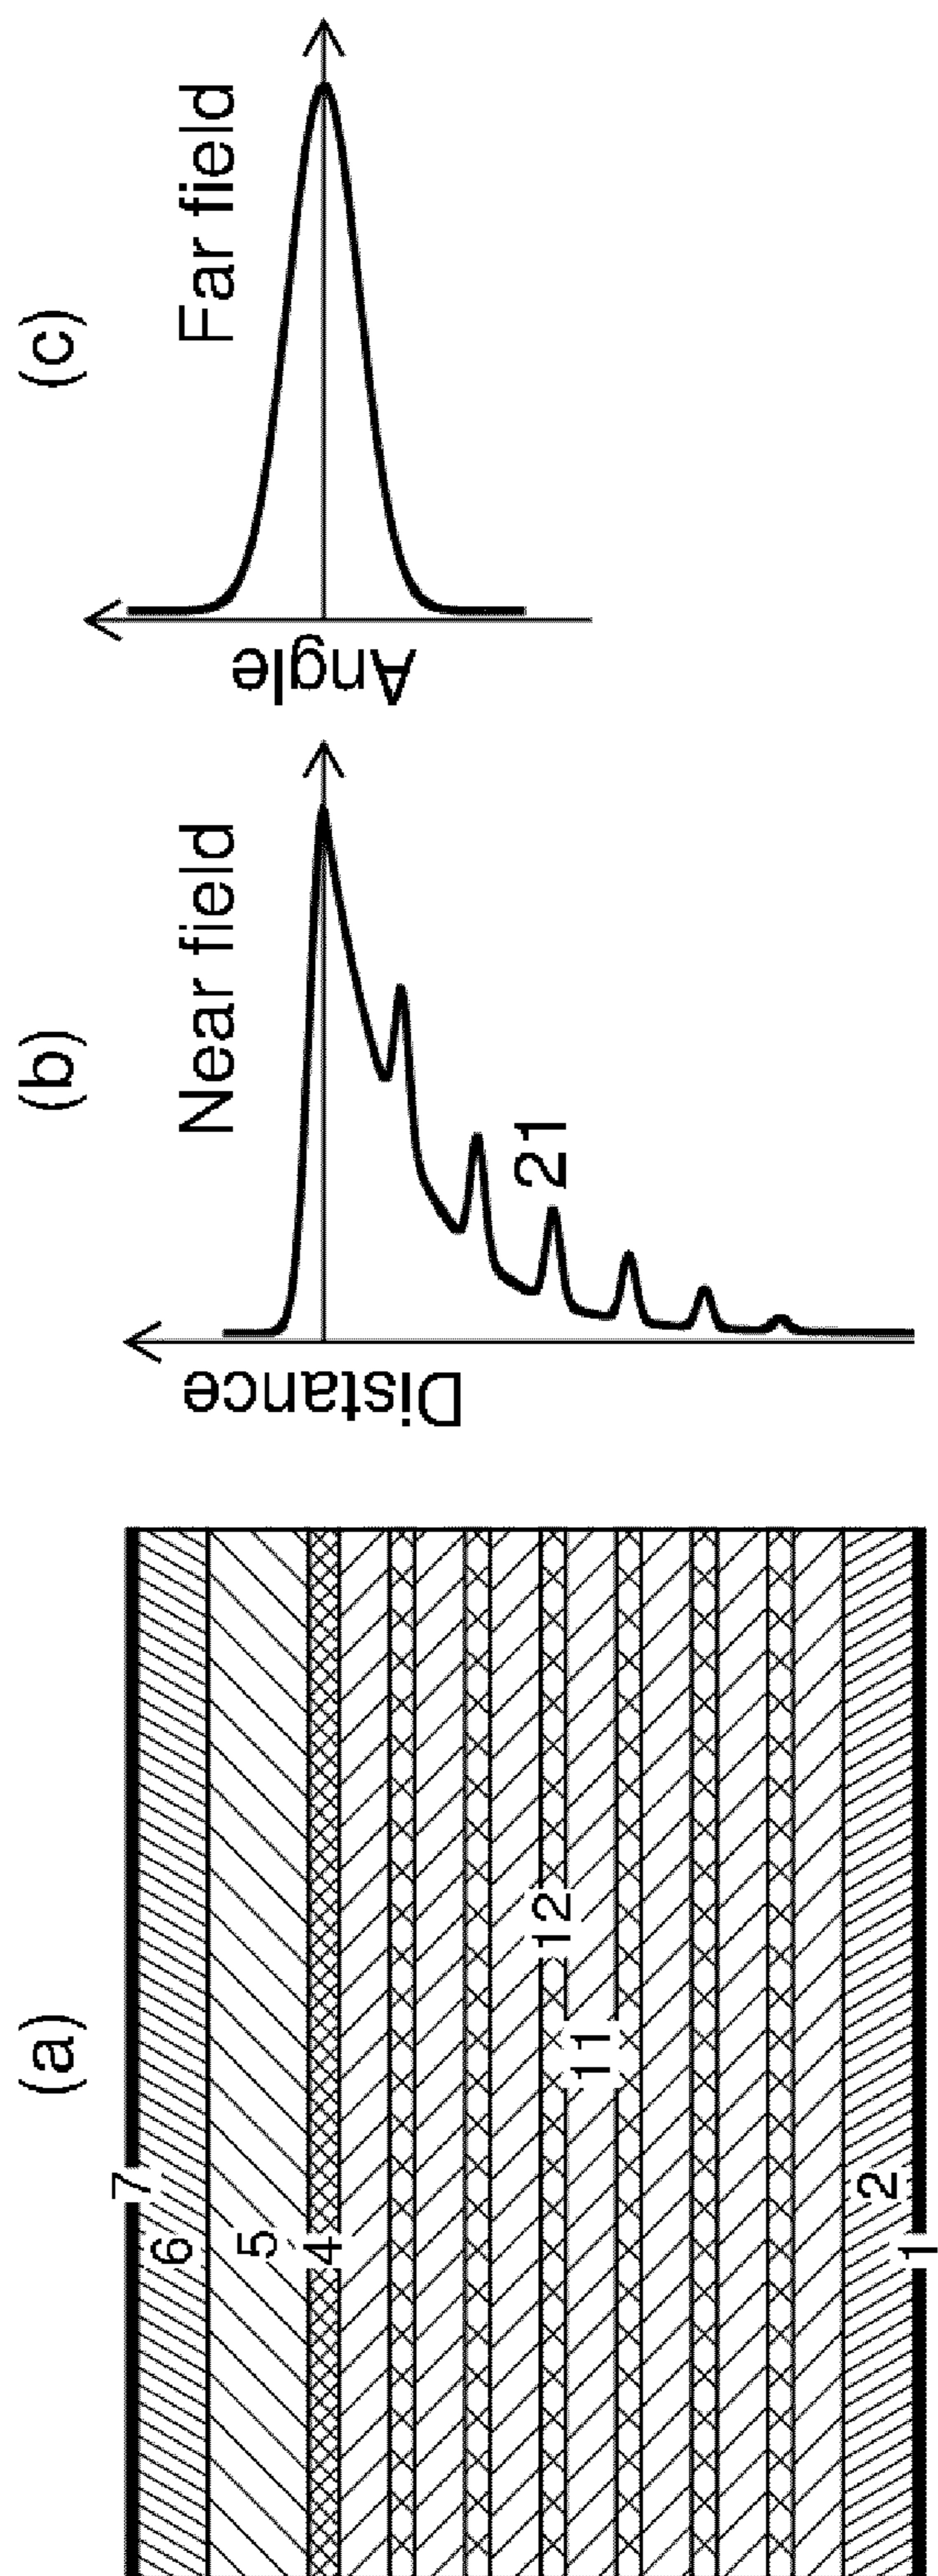 (a)
7
6
5
4
12
11
2
1
(b)
Near field
Distance
21
(c)
Far field
Angle